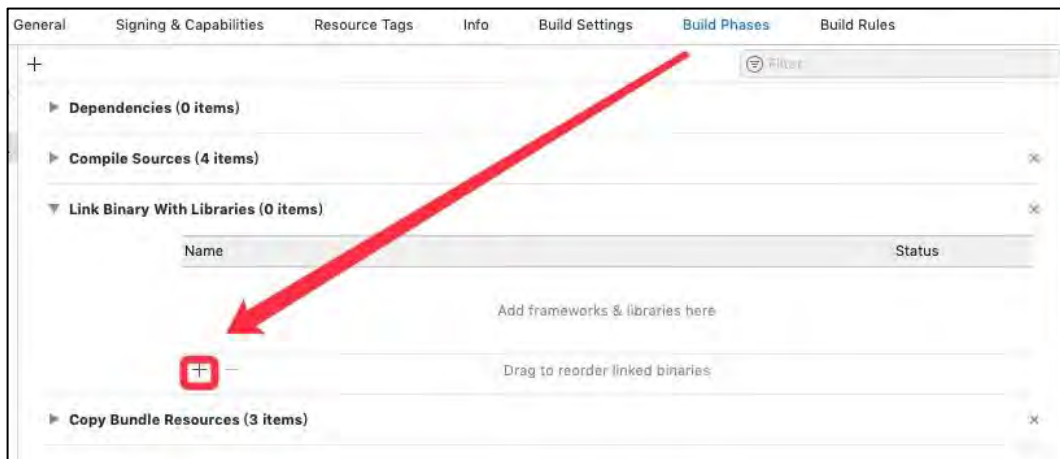 General Signing & Capabilities Resource Tags Info Build Settings Build Phases Build Rules
+ Filter
Dependencies (0 items)
Compile Sources (4 items)
Link Binary With Libraries (0 items)
Name Status
Add frameworks & libraries here
+ − Drag to reorder linked binaries
Copy Bundle Resources (3 items)